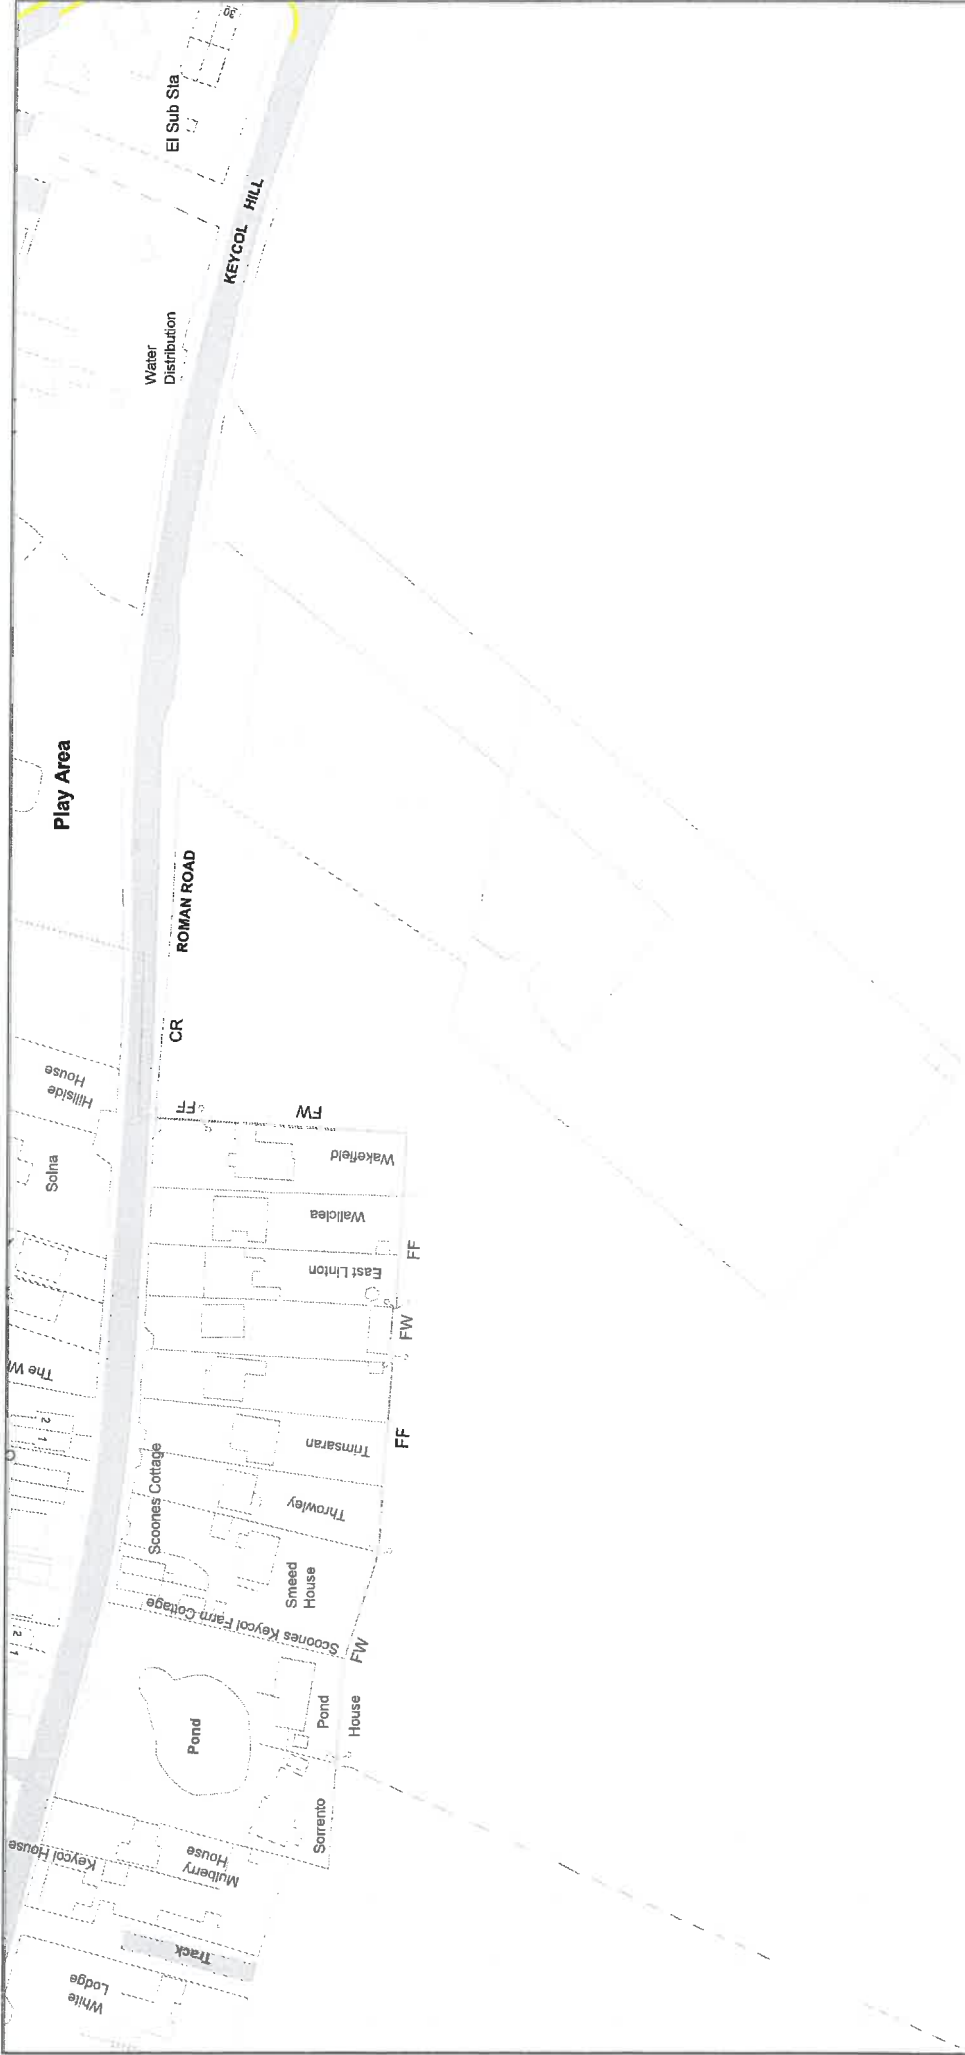 30
El Sub Sta
KEYCOL HILL
Water
Distribution
Play Area
ROMAN ROAD
CR
Hillside
House
FF
FW
Solna
Wakefield
Wallclea
East Linton
FF
FW
The W
2
1
Trimsaran
FF
Scoones Cottage
Throwley
Smeed
House
Scoones Keycol Farm Cottage
FW
2
1
Pond
Pond
House
Sorrento
Keycol House
Mulberry
House
Track
White
Lodge